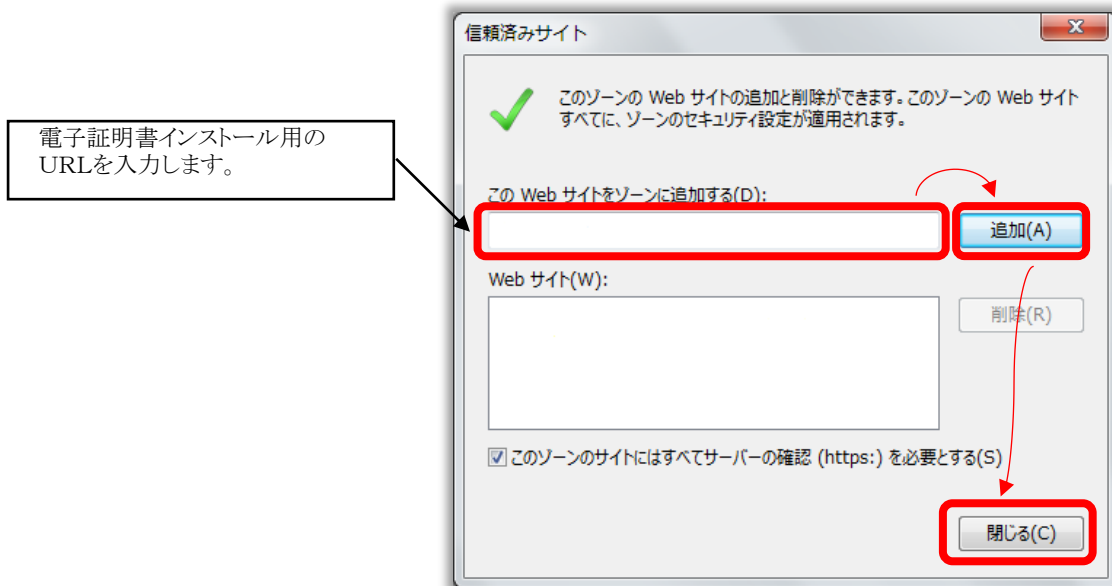 信頼済みサイト
このゾーンの Web サイトの追加と削除ができます。このゾーンの Web サイト
すべてに、ゾーンのセキュリティ設定が適用されます。
電子証明書インストール用の
URLを入力します。
この Web サイトをゾーンに追加する(D):
追加(A)
Web サイト(W):
削除(R)
このゾーンのサイトにはすべてサーバーの確認 (https:) を必要とする(S)
閉じる(C)